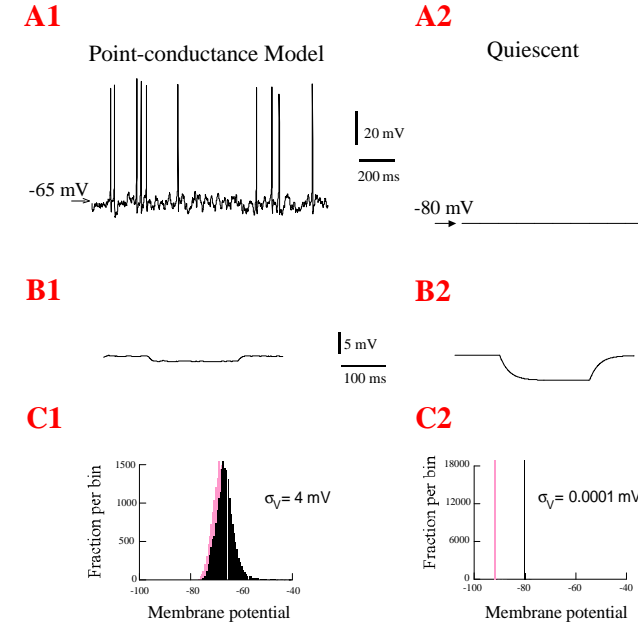 A1 A2
Point-conductance Model
Quiescent
20 mV
200 ms
-65 mV
-80 mV
B1 B2
5 mV
100 ms
C1 C2
Fraction per bin
1500
1000
500
0
-100 -80 -60 -40
Membrane potential
σV= 4 mV
Fraction per bin
18000
12000
6000
0
-100 -80 -60 -40
Membrane potential
σV= 0.0001 mV